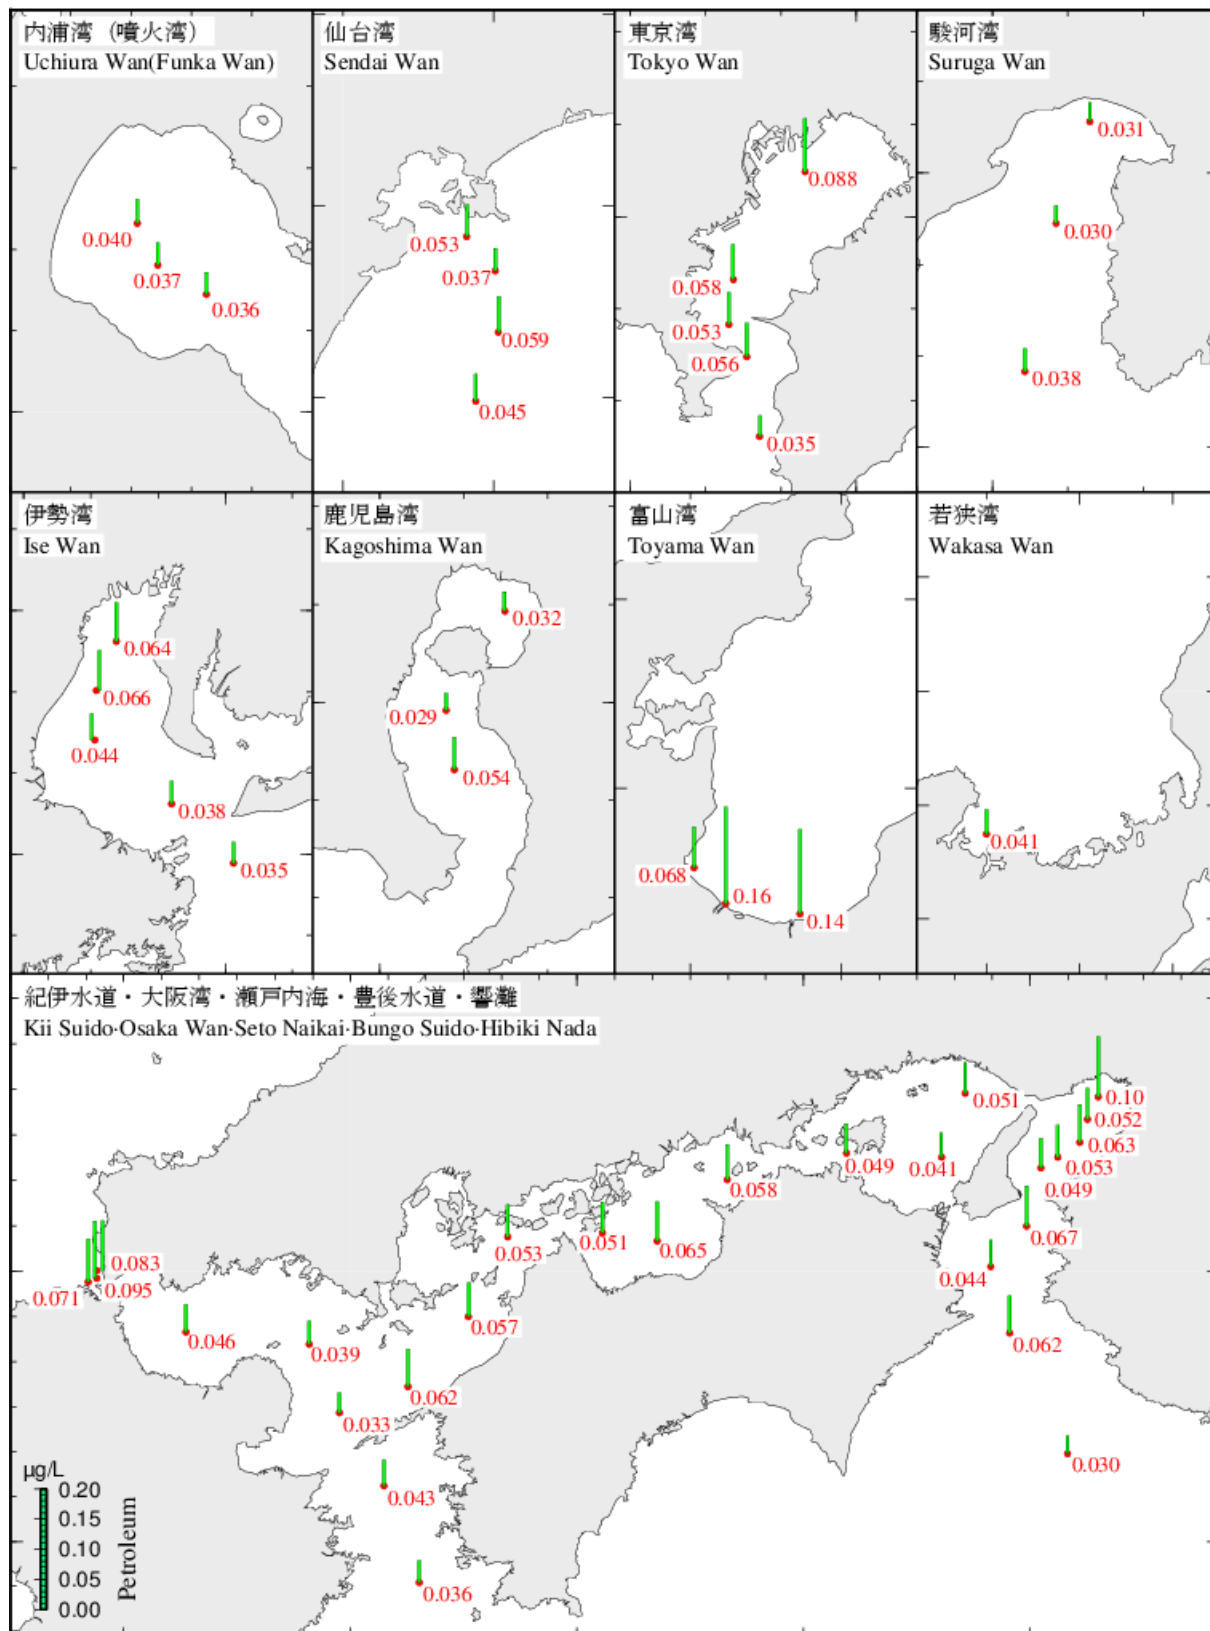 内浦湾（噴火湾）
Uchiura Wan(Funka Wan)
0.040
0.037
0.036
仙台湾
Sendai Wan
0.053
0.037
0.059
0.045
東京湾
Tokyo Wan
0.088
0.058
0.053
0.056
0.035
駿河湾
Suruga Wan
0.031
0.030
0.038
伊勢湾
Ise Wan
0.064
0.066
0.044
0.038
0.035
鹿児島湾
Kagoshima Wan
0.032
0.029
0.054
富山湾
Toyama Wan
0.068
0.16
0.14
若狭湾
Wakasa Wan
0.041
紀伊水道・大阪湾・瀬戸内海・豊後水道・響灘
Kii Suido·Osaka Wan·Seto Naikai·Bungo Suido·Hibiki Nada
0.051
0.10
0.052
0.063
0.053
0.049
0.049
0.041
0.058
0.067
0.053
0.051
0.065
0.044
0.083
0.095
0.071
0.057
0.046
0.039
0.062
0.062
0.033
0.030
0.043
0.036
µg/L
0.20
0.15
0.10
0.05
0.00
Petroleum